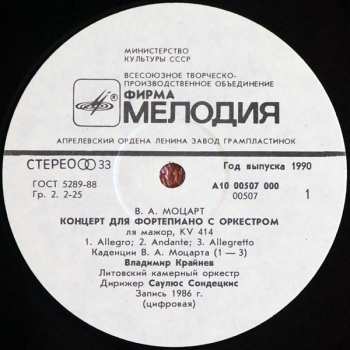 МИНИСТЕРСТВО
КУЛЬТУРЫ СССР
ВСЕСОЮЗНОЕ ТВОРЧЕСКО-
ПРОИЗВОДСТВЕННОЕ ОБЪЕДИНЕНИЕ
ФИРМА
МЕЛОДИЯ
АПРЕЛЕВСКИЙ ОРДЕНА ЛЕНИНА ЗАВОД ГРАМПЛАСТИНОК
СТЕРЕО 33
Год выпуска 1990
ГОСТ 5289-88
А10 00507 000
Гр. 2. 2-25
00507
1
В. А. МОЦАРТ
КОНЦЕРТ ДЛЯ ФОРТЕПИАНО С ОРКЕСТРОМ
ля мажор, KV 414
1. Allegro; 2. Andante; 3. Allegretto
Каденции В. А. Моцарта (1 — 3)
Владимир Крайнев
Литовский камерный оркестр
Дирижер Саулюс Сондецкис
Запись 1986 г.
(цифровая)